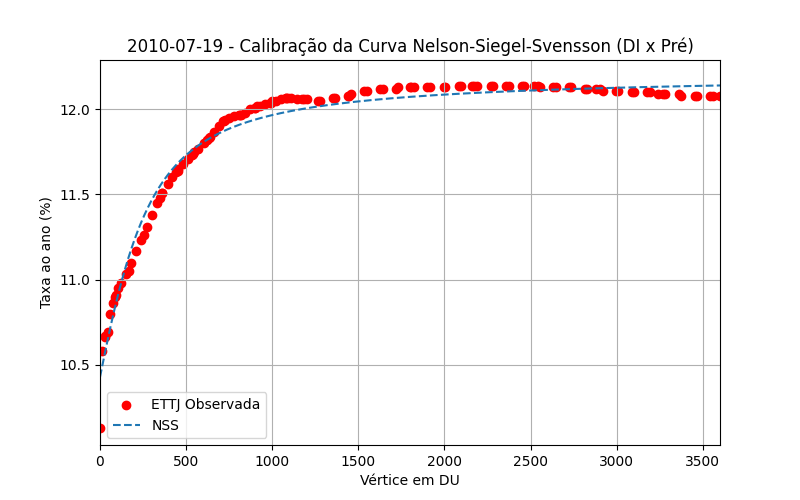 2010-07-19 - Calibração da Curva Nelson-Siegel-Svensson (DI x Pré)
Taxa ao ano (%)
12.0
11.5
11.0
10.5
ETTJ Observada
NSS
0 500 1000 1500 2000 2500 3000 3500
Vértice em DU